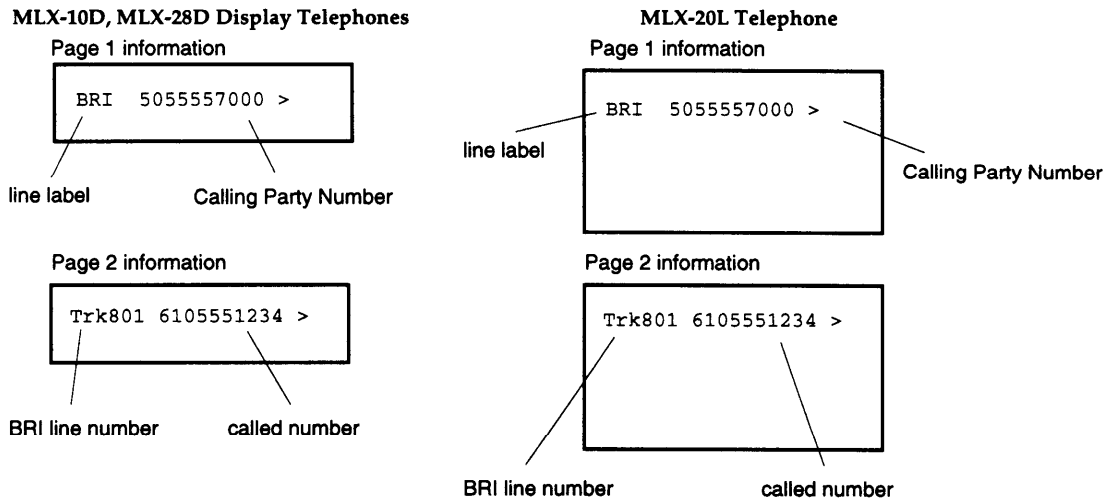 MLX-10D, MLX-28D Display Telephones
Page 1 information
BRI 5055557000 >
line label
Calling Party Number
Page 2 information
Trk801 6105551234 >
BRI line number
called number
MLX-20L Telephone
Page 1 information
BRI 5055557000 >
line label
Calling Party Number
Page 2 information
Trk801 6105551234 >
BRI line number
called number